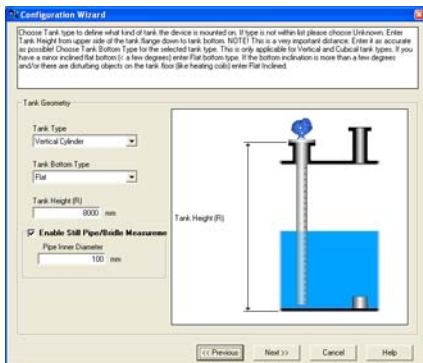 Configuration Wizard
Choose Tank type to define what kind of tank the device is mounted on. If type is not within list please choose Unknown. Enter
Tank Height from upper side of the tank flange down to tank bottom. NOTE! This is a very important distance. Enter it as accurate
as possible! Choose Tank Bottom Type for the selected tank type. This is only applicable for Vertical and Cubical tank types. If you
have a minor inclined flat bottom (< a few degrees) enter Flat bottom type. If the bottom inclination is more than a few degrees
and/or there are disturbing objects on the tank floor (like heating coils) enter Flat Inclined.
Tank Geometry
Tank Type
Vertical Cylinder
Tank Bottom Type
Flat
Tank Height (R)
8000 mm
Enable Still Pipe/Bridle Measureme
Pipe Inner Diameter
100 mm
Tank Height (R)
<< Previous
Next >>
Cancel
Help